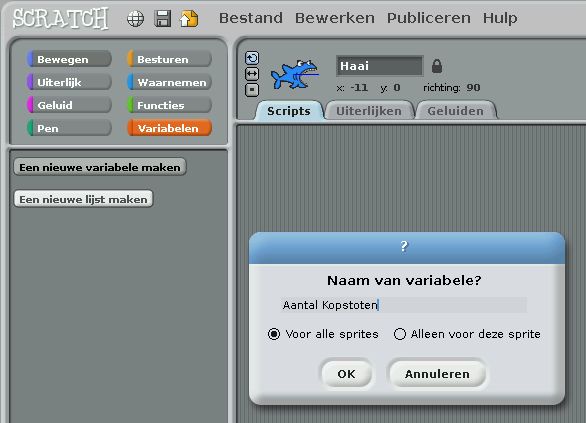 SCRATCH Bestand Bewerken Publiceren Hulp
Bewegen Besturen
Uiterlijk Waarnemen
Geluid Functies
Pen Variabelen
Haai
x: -11 y: 0 richting: 90
Scripts Uiterlijken Geluiden
Een nieuwe variabele maken
Een nieuwe lijst maken
?
Naam van variabele?
Aantal Kopstoten
Voor alle sprites Alleen voor deze sprite
OK Annuleren